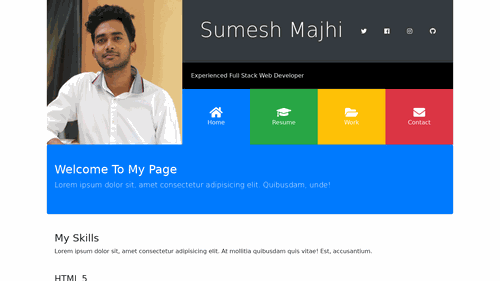 Sumesh Majhi
Experienced Full Stack Web Developer
Home
Resume
Work
Contact
Welcome To My Page
Lorem ipsum dolor sit, amet consectetur adipisicing elit. Quibusdam, unde!
My Skills
Lorem ipsum dolor sit, amet consectetur adipisicing elit. At mollitia quibusdam quis vitae! Est, accusantium.
HTML 5